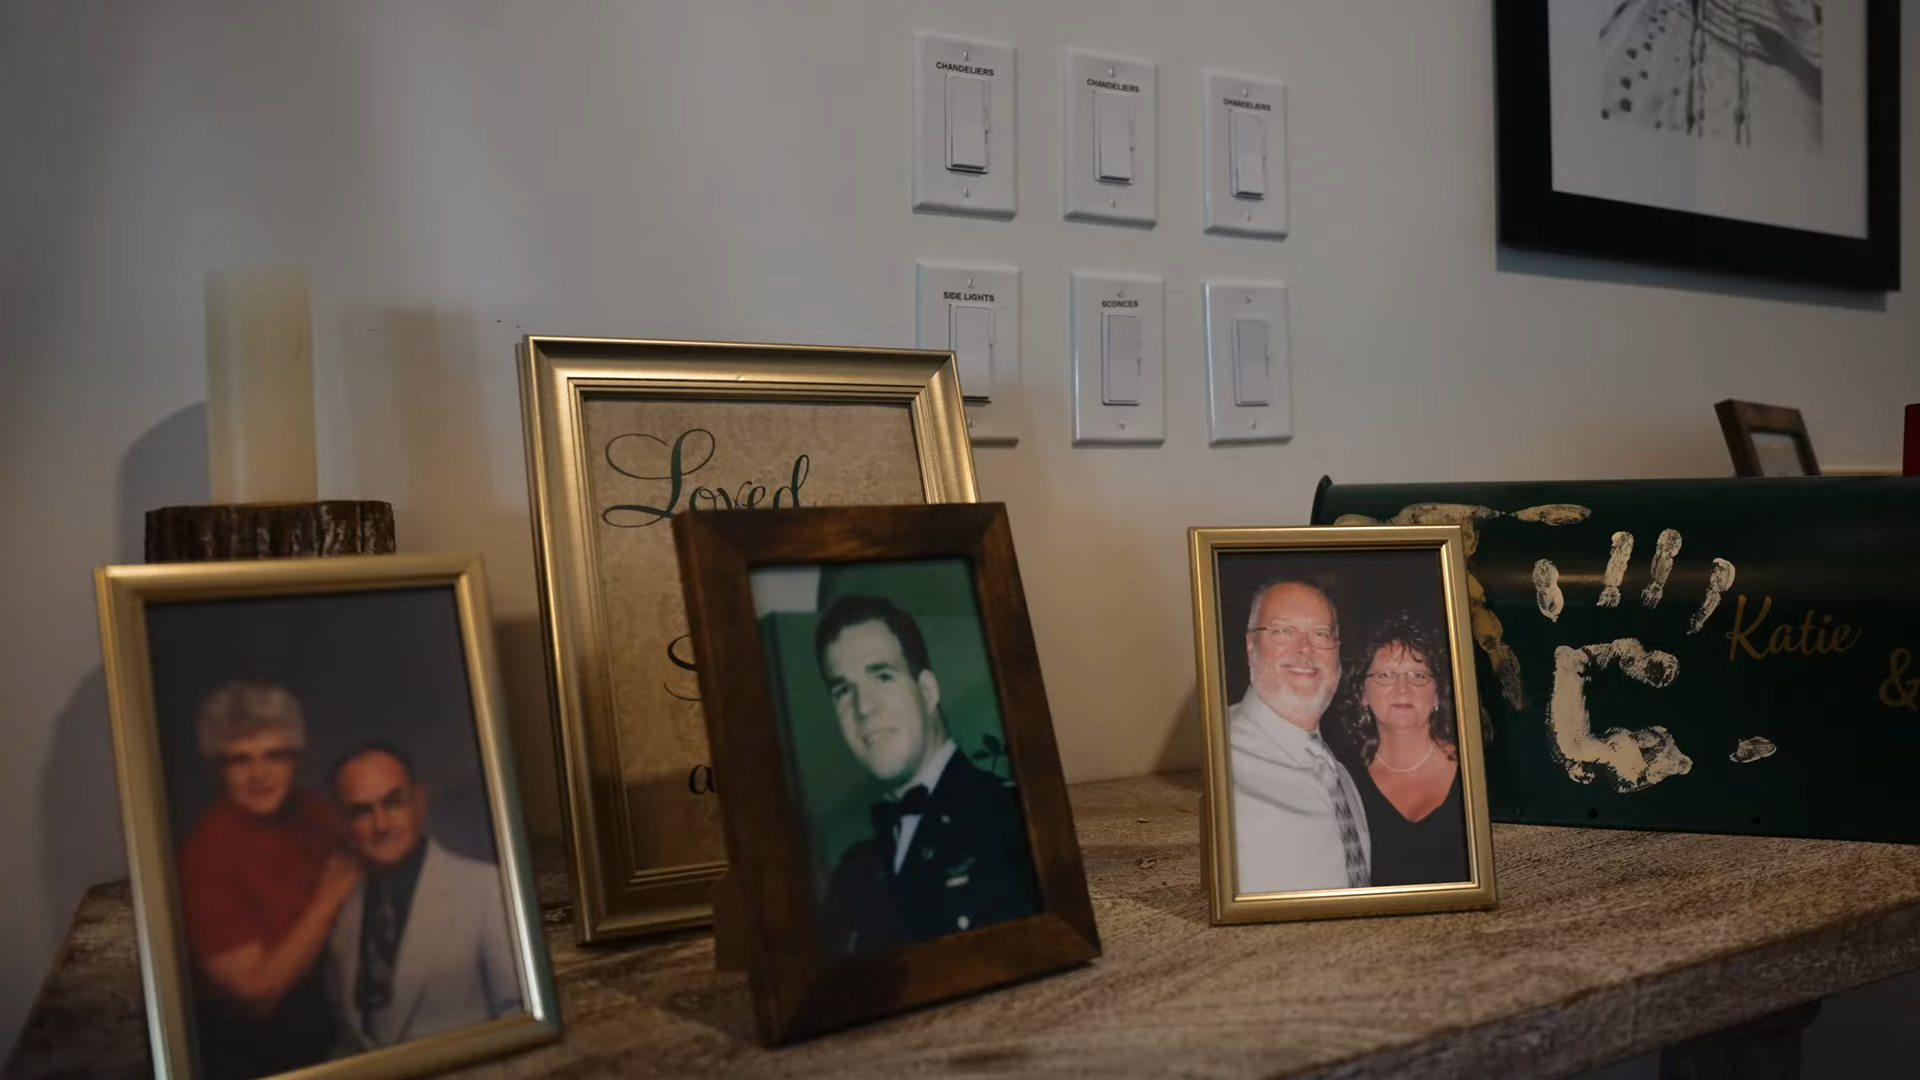 CHANDELIERS
CHANDELIERS
CHANDELIERS
SIDE LIGHTS
SCONCES
Loved
Katie
&